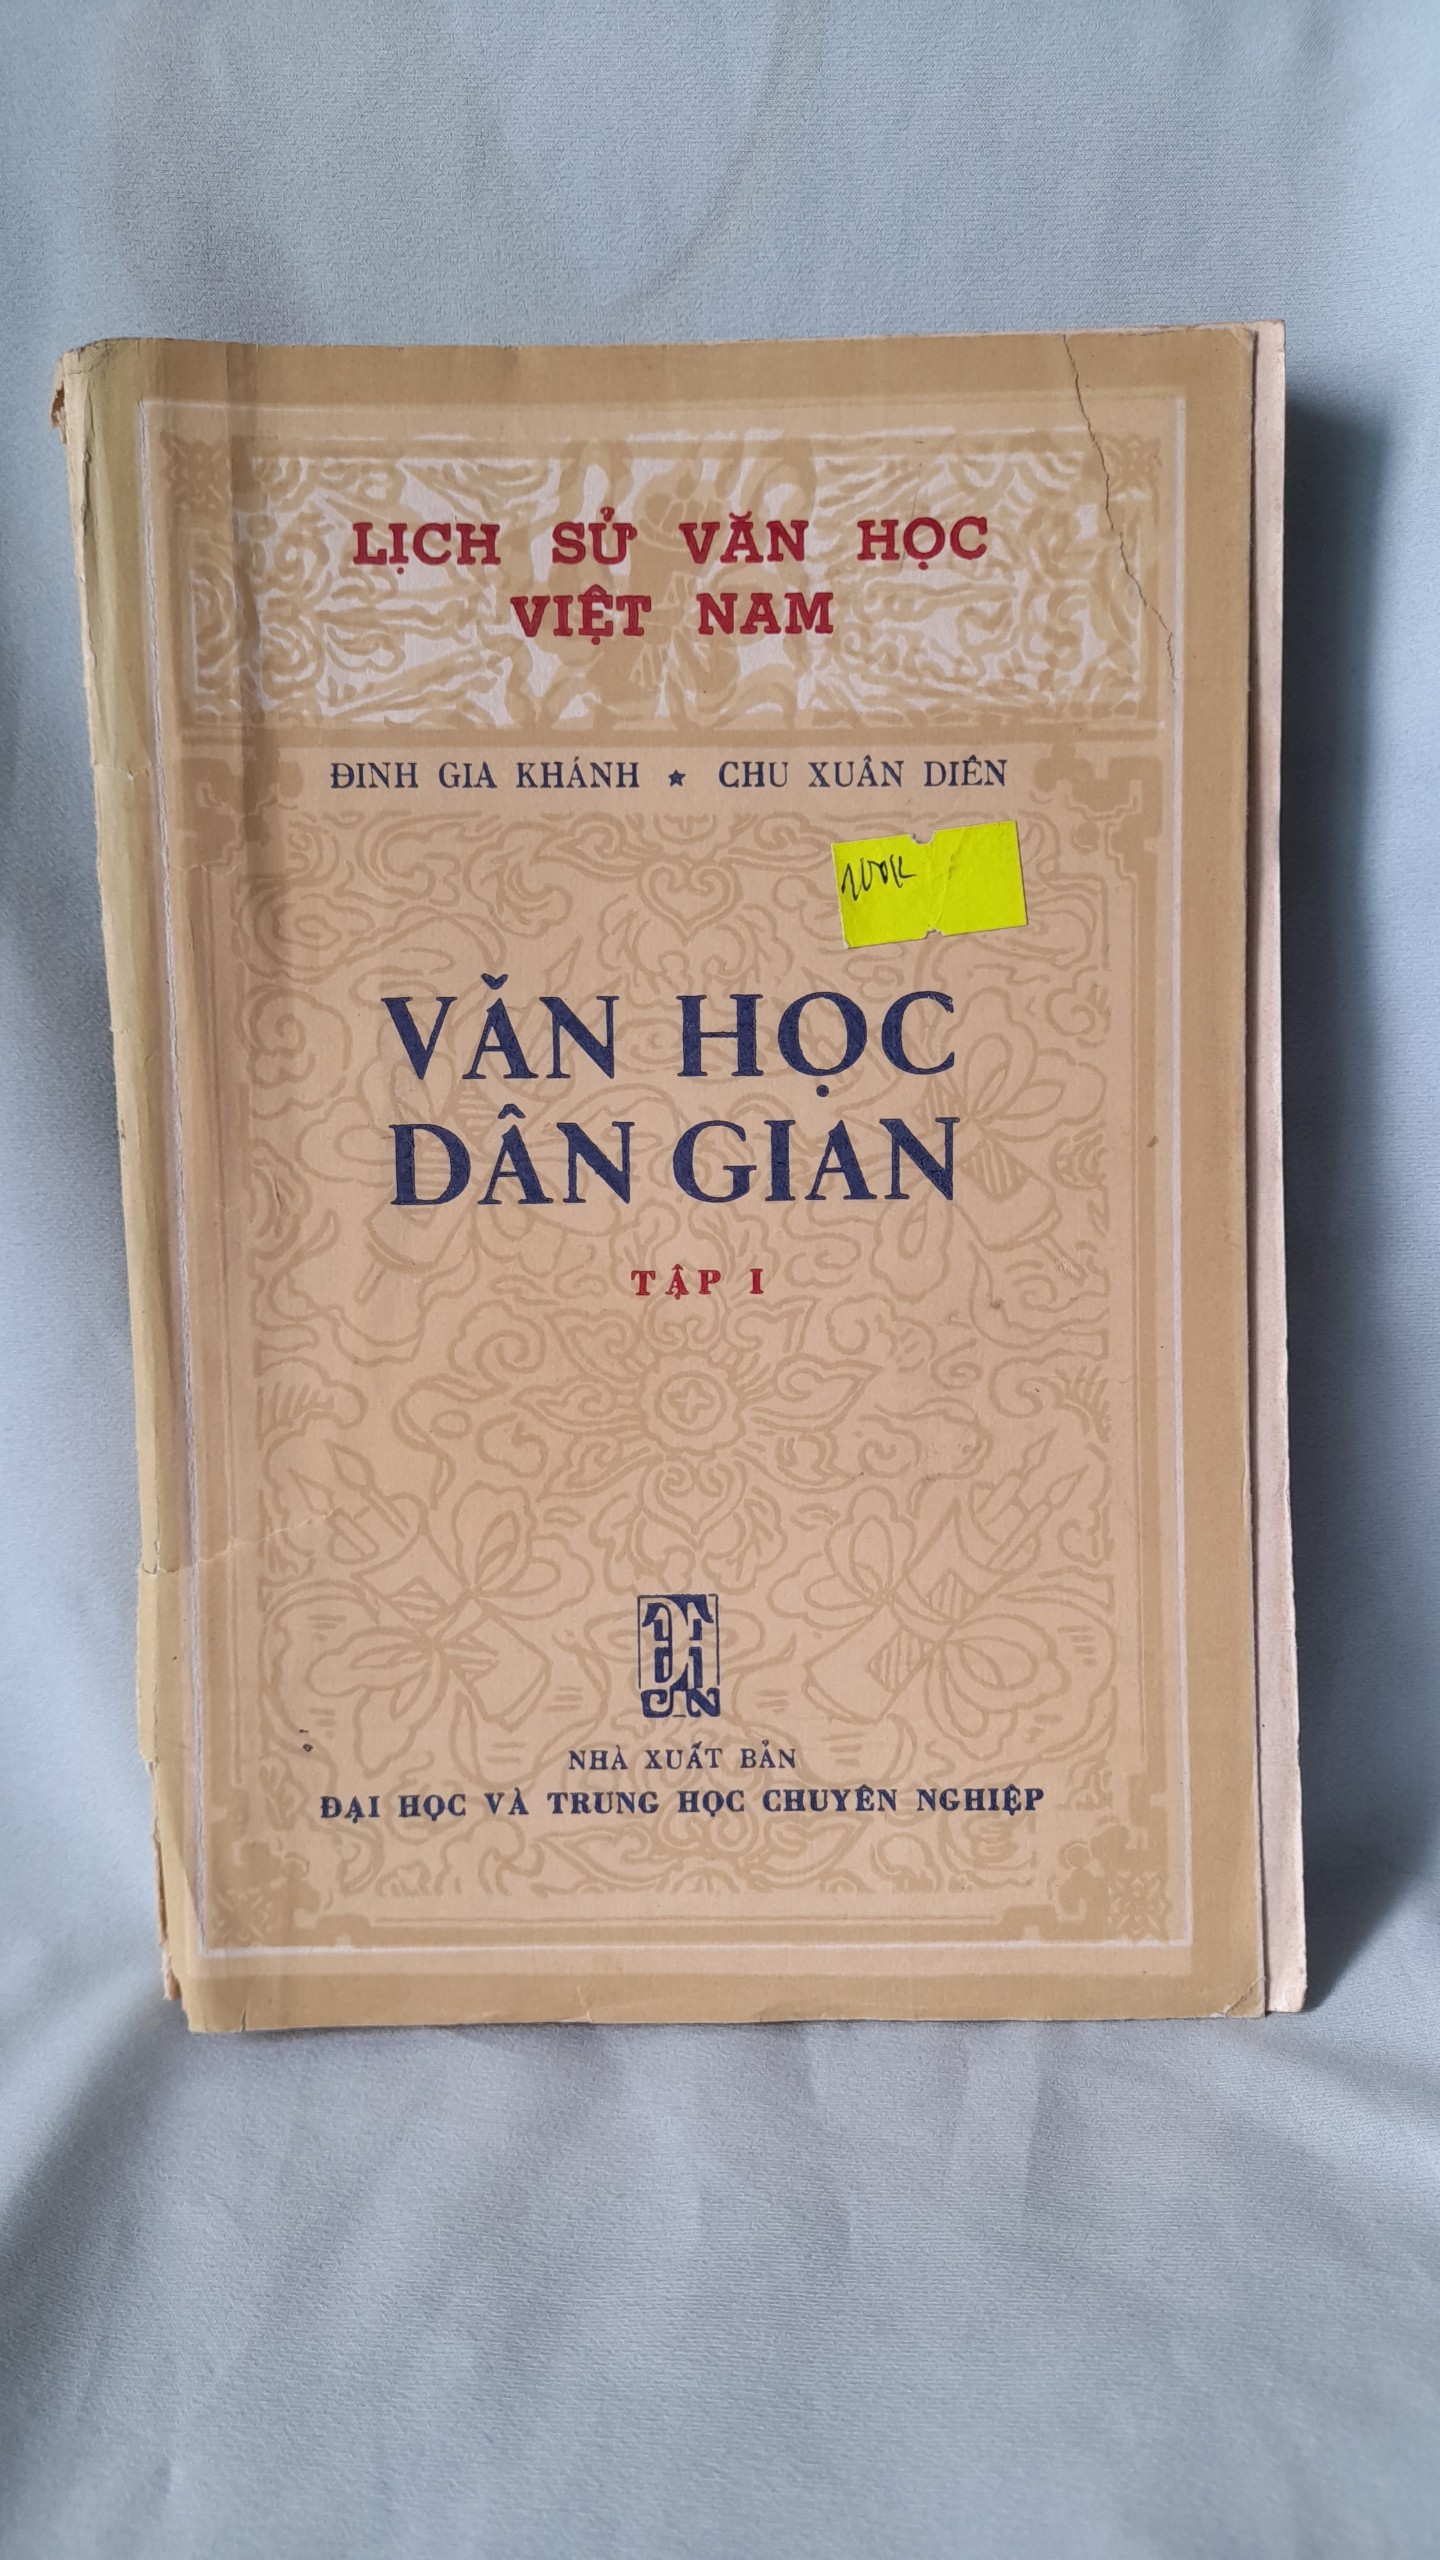 LỊCH SỬ VĂN HỌC
VIỆT NAM
ĐINH GIA KHÁNH ★ CHU XUÂN DIÊN
VĂN HỌC
DÂN GIAN
TẬP I
NHÀ XUẤT BẢN
ĐẠI HỌC VÀ TRUNG HỌC CHUYÊN NGHIỆP